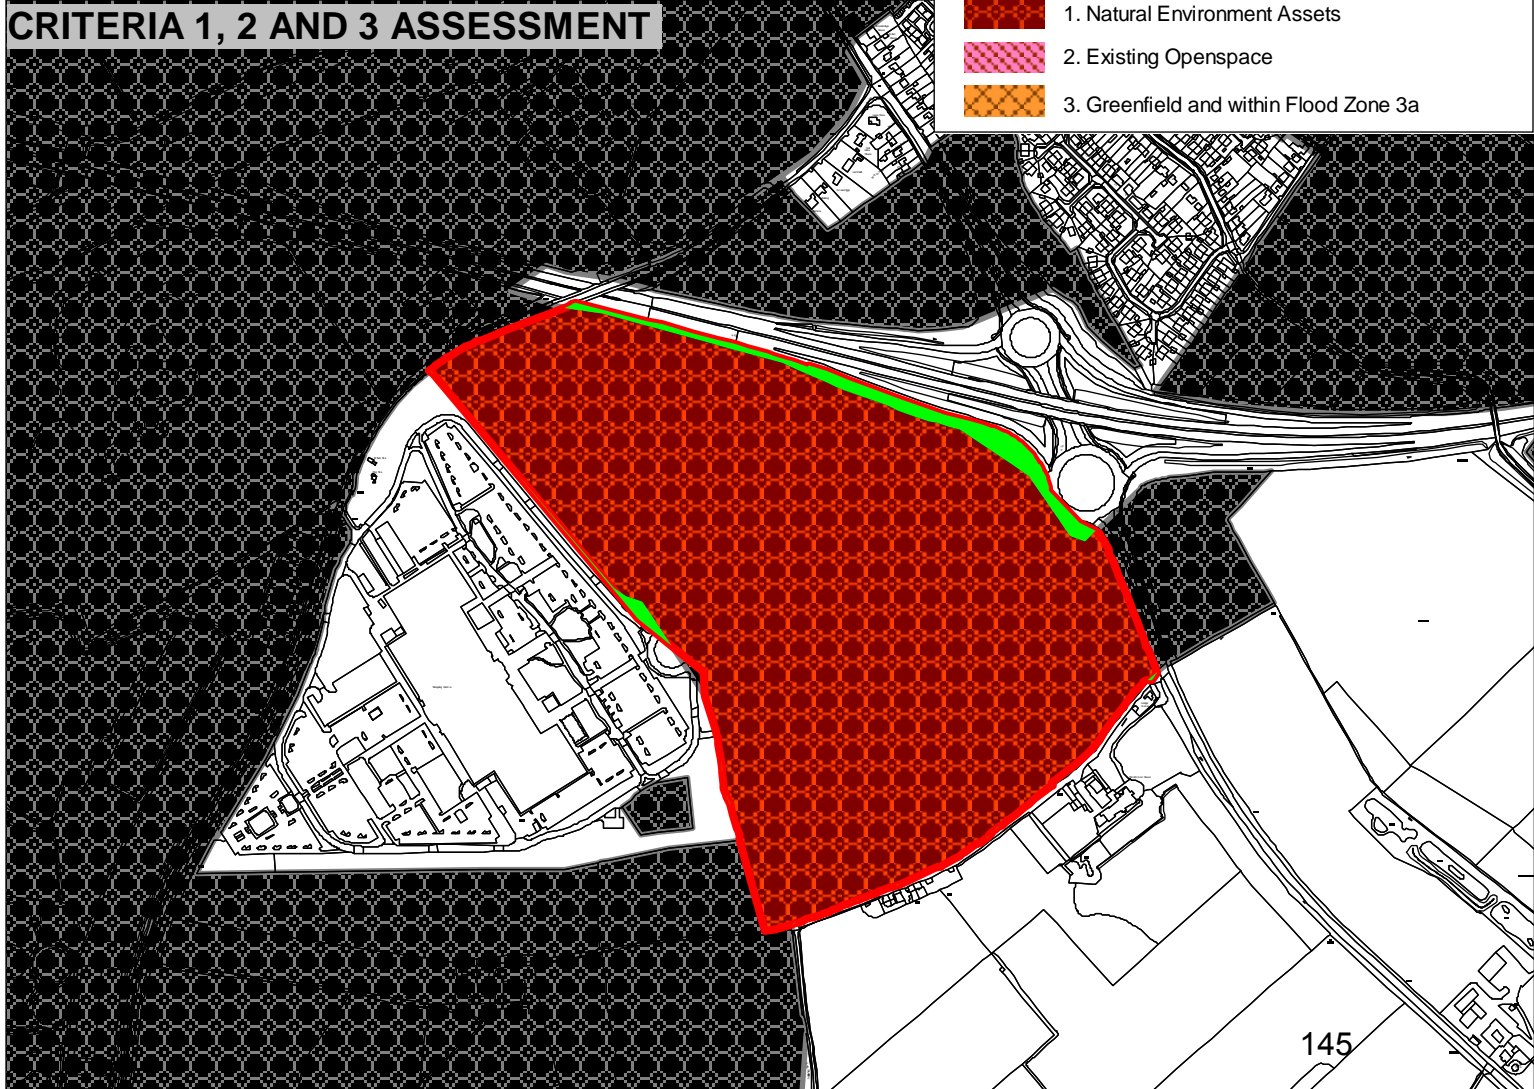 CRITERIA 1, 2 AND 3 ASSESSMENT
1. Natural Environment Assets
2. Existing Openspace
3. Greenfield and within Flood Zone 3a
145